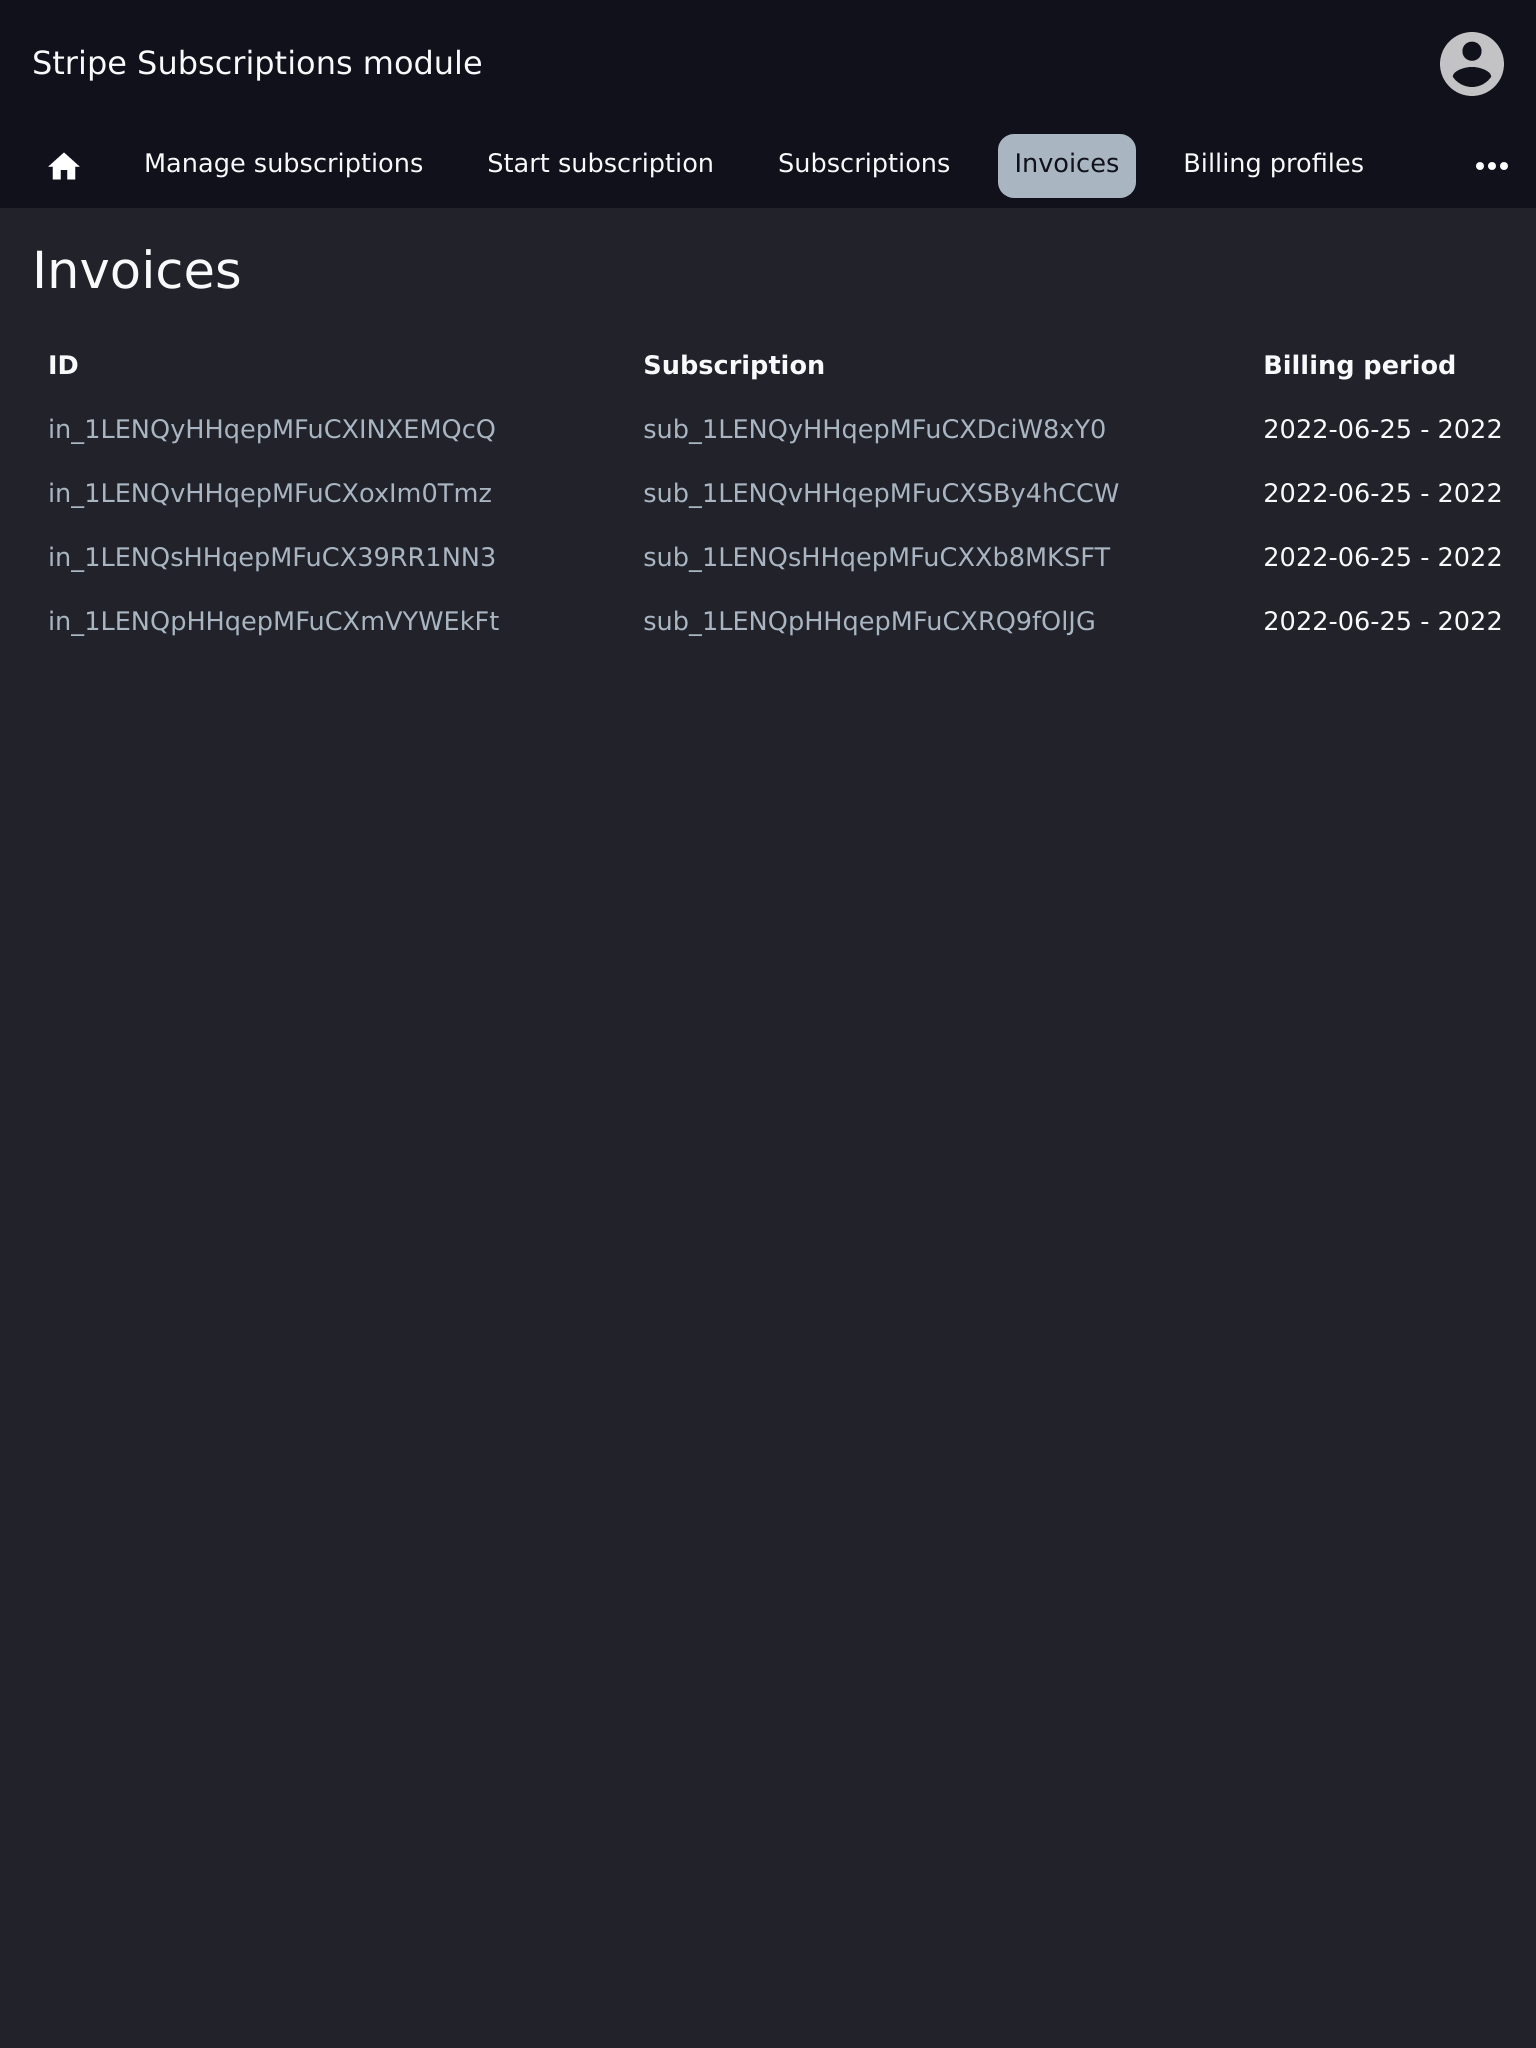 Stripe Subscriptions module
Manage subscriptions Start subscription Subscriptions Invoices Billing profiles
Invoices
ID Subscription Billing period
in_1LENQyHHqepMFuCXINXEMQcQ sub_1LENQyHHqepMFuCXDciW8xY0 2022-06-25 - 2022
in_1LENQvHHqepMFuCXoxIm0Tmz sub_1LENQvHHqepMFuCXSBy4hCCW 2022-06-25 - 2022
in_1LENQsHHqepMFuCX39RR1NN3 sub_1LENQsHHqepMFuCXXb8MKSFT 2022-06-25 - 2022
in_1LENQpHHqepMFuCXmVYWEkFt sub_1LENQpHHqepMFuCXRQ9fOlJG 2022-06-25 - 2022